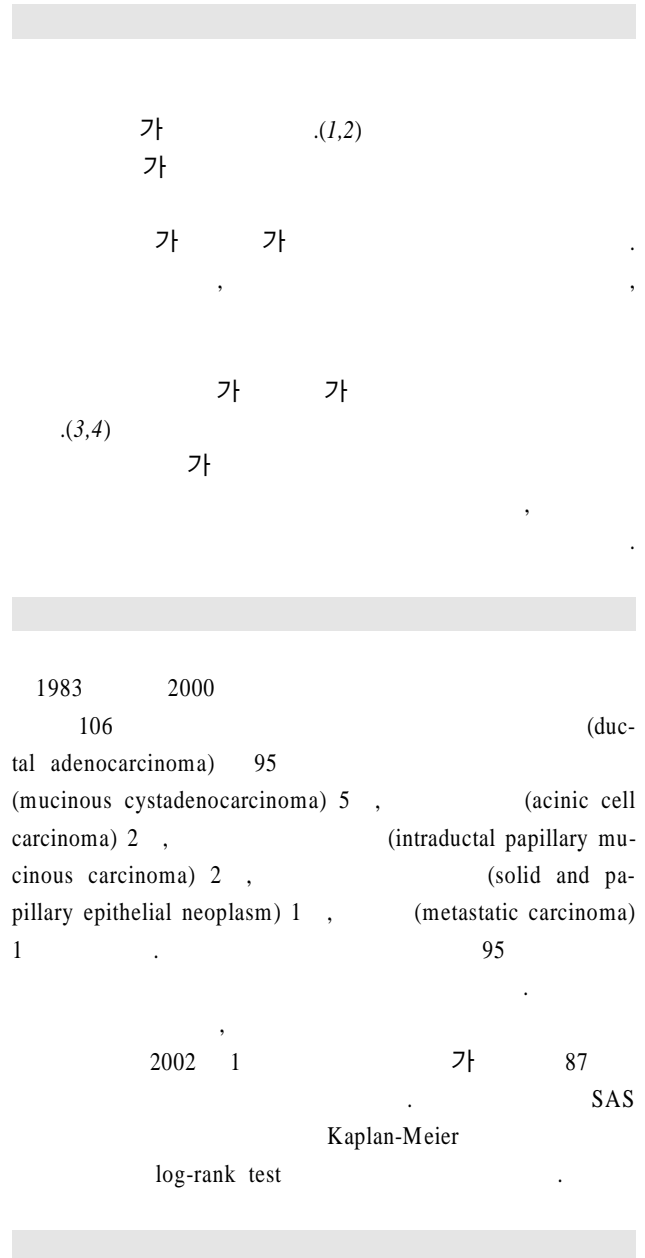 가 .(1,2)
가
가 가 .
, ,
가 가
.(3,4)
가
,
.
1983 2000
106 (duc-
tal adenocarcinoma) 95
(mucinous cystadenocarcinoma) 5 , (acinic cell
carcinoma) 2 , (intraductal papillary mu-
cinous carcinoma) 2 , (solid and pa-
pillary epithelial neoplasm) 1 , (metastatic carcinoma)
1 . 95
.
,
2002 1 가 87
. SAS
Kaplan-Meier
log-rank test .